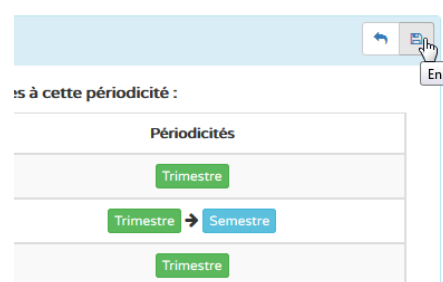 En
es à cette périodicité :
Périodicités
Trimestre
Trimestre → Semestre
Trimestre